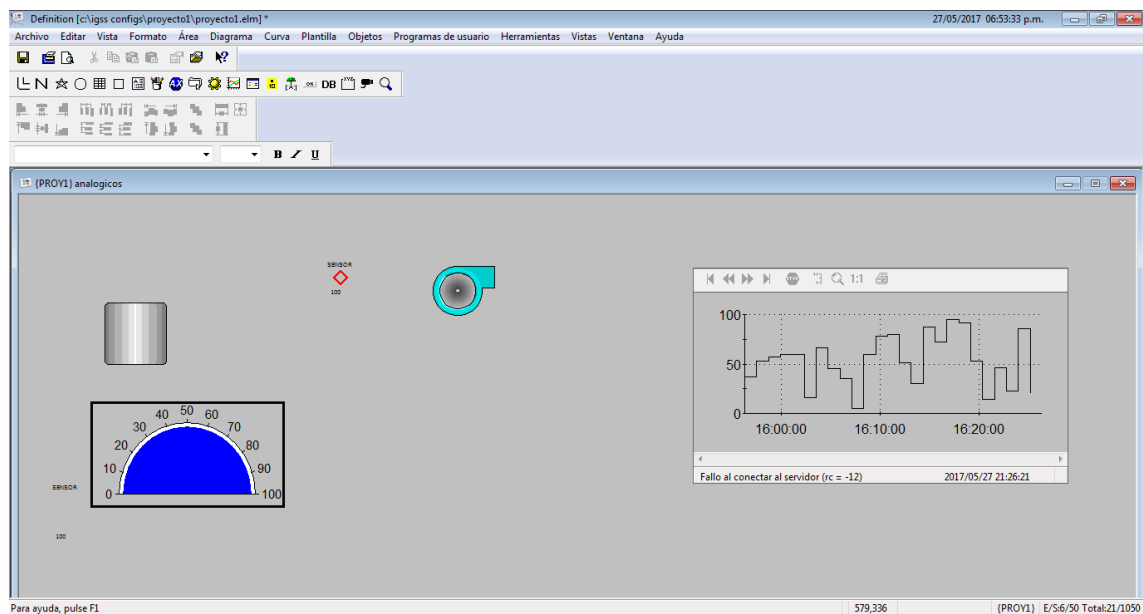 Definition [c:\igss configs\proyecto1\proyecto1.elm] *
27/05/2017 06:53:33 p.m.
Archivo Editar Vista Formato Área Diagrama Curva Plantilla Objetos Programas de usuario Herramientas Vistas Ventana Ayuda
DB
B I U
{PROY1} analogicos
SENSOR
100
1:1
100
50
0
16:00:00 16:10:00 16:20:00
Fallo al conectar al servidor (rc = -12) 2017/05/27 21:26:21
0 10 20 30 40 50 60 70 80 90 100
SENSOR
100
Para ayuda, pulse F1
579,336
{PROY1} E/S:6/50 Total:21/1050